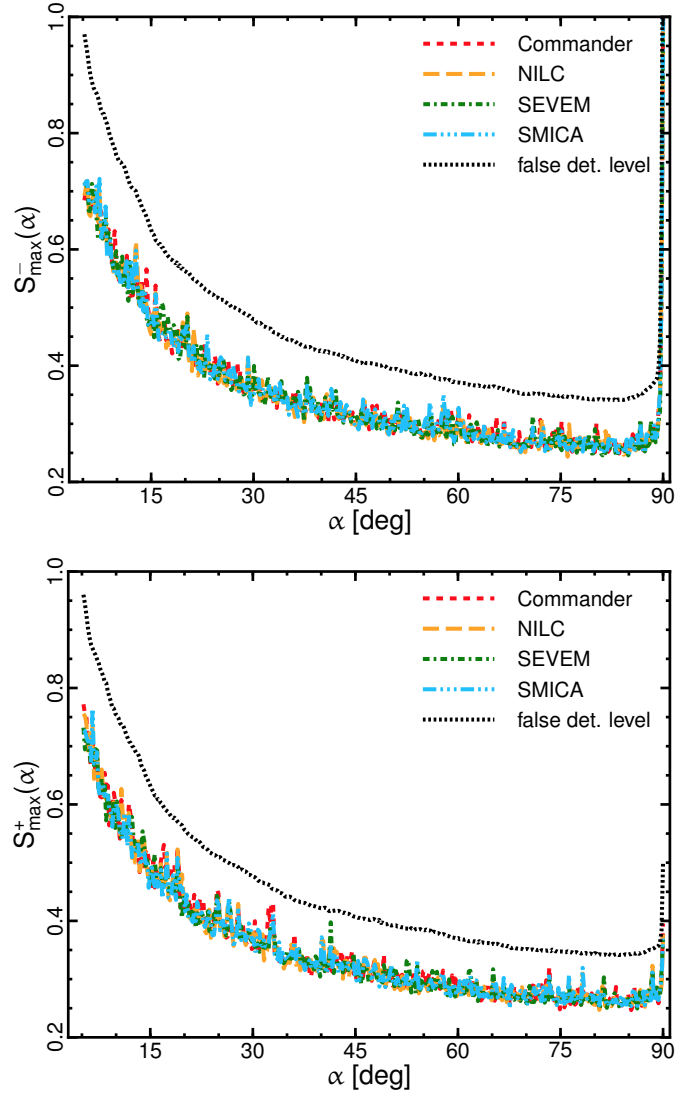 Commander
NILC
SEVEM
SMICA
false det. level
S⁻max(α)
1.0
0.8
0.6
0.4
0.2
15
30
45
60
75
90
α [deg]
Commander
NILC
SEVEM
SMICA
false det. level
S⁺max(α)
1.0
0.8
0.6
0.4
0.2
15
30
45
60
75
90
α [deg]